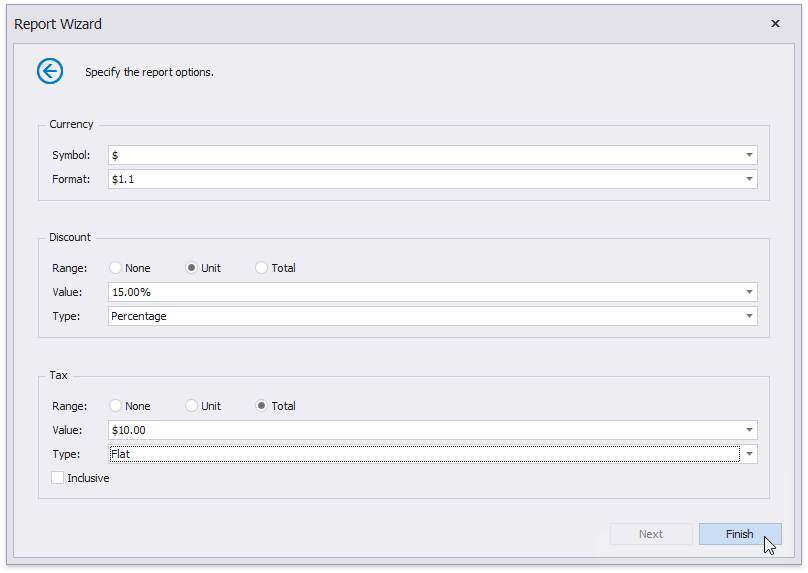 Report Wizard
Specify the report options.
Currency
Symbol: $
Format: $1.1
Discount
Range: None Unit Total
Value: 15.00%
Type: Percentage
Tax
Range: None Unit Total
Value: $10.00
Type: Flat
Inclusive
Next Finish